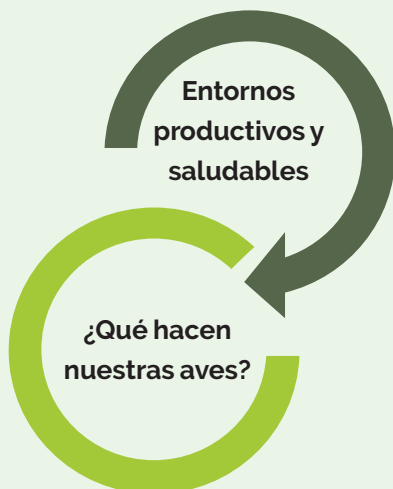 Entornos
productivos y
saludables
¿Qué hacen
nuestras aves?